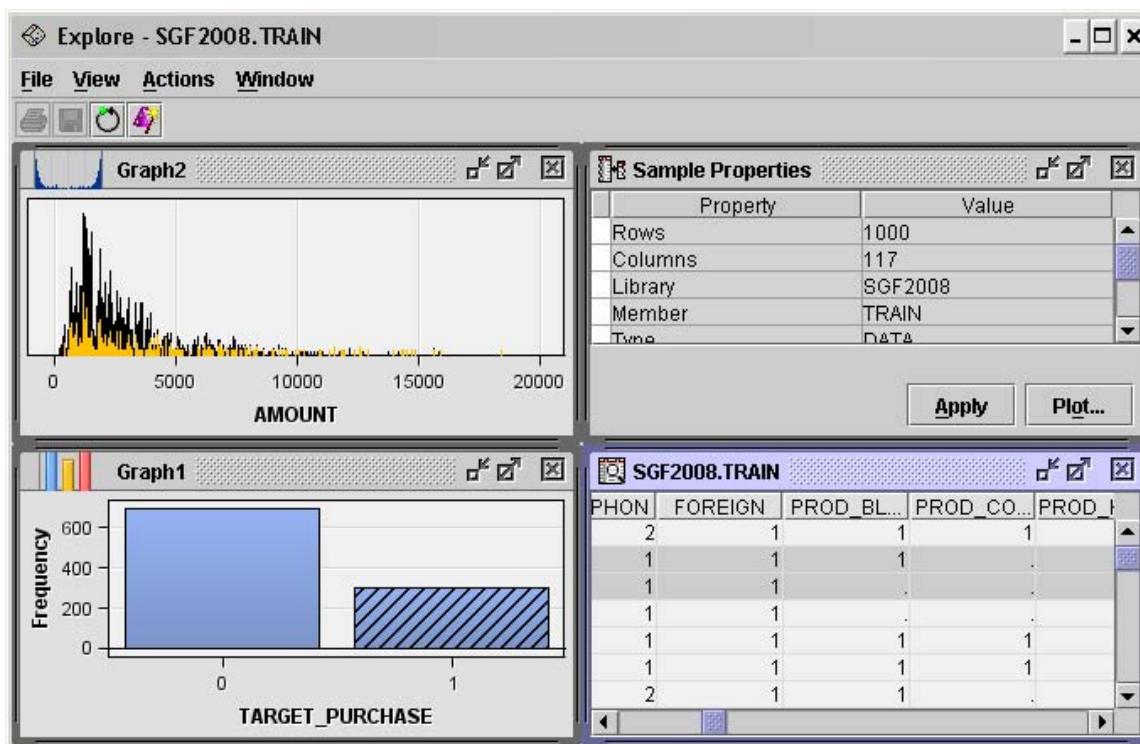 Explore - SGF2008.TRAIN
File View Actions Window
Graph2
0 5000 10000 15000 20000
AMOUNT
Sample Properties
Property Value
Rows 1000
Columns 117
Library SGF2008
Member TRAIN
Type DATA
Apply Plot...
Graph1
Frequency
600
400
200
0
0 1
TARGET_PURCHASE
SGF2008.TRAIN
PHON FOREIGN PROD_BL... PROD_CO... PROD_H
2 1 1 1
1 1 1 .
1 1 . .
1 1 . .
1 1 1 1
1 1 1 1
2 1 1 .